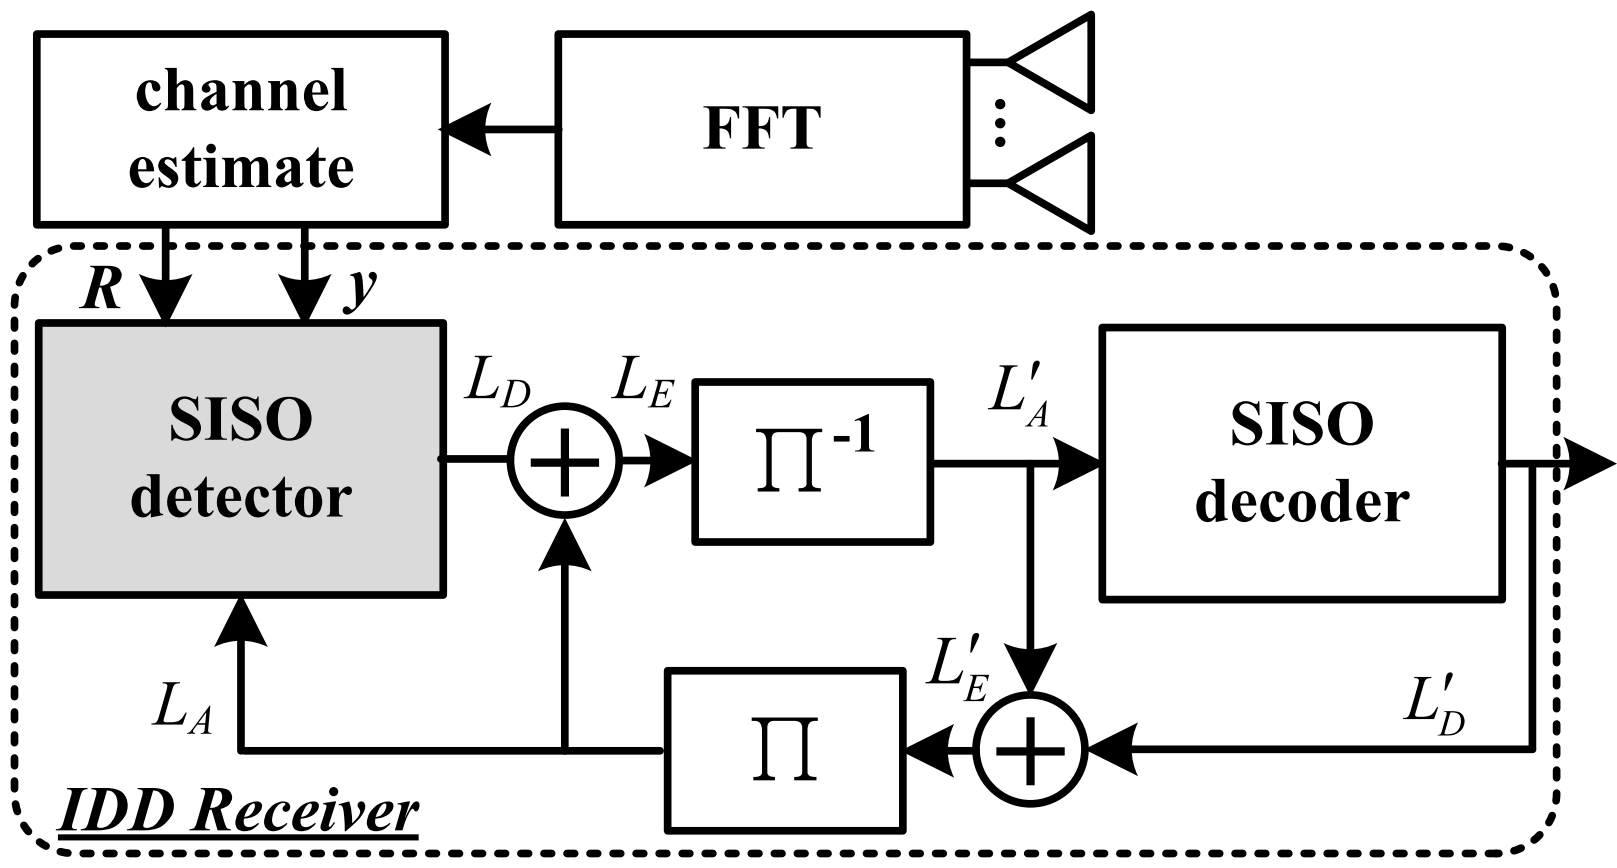 channel
estimate
FFT
R
y
SISO
detector
L_D
L_E
∏⁻¹
L'_A
SISO
decoder
L_A
∏
L'_E
L'_D
IDD Receiver